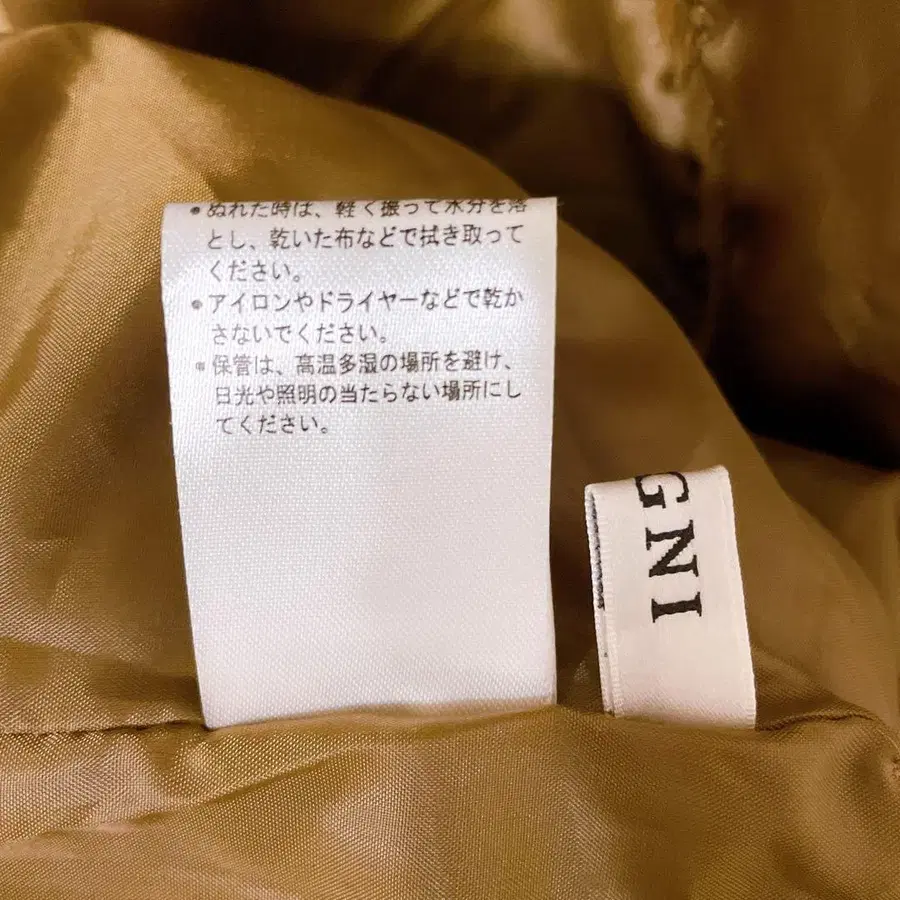 • ぬれた時は、軽く振って水分を落
とし、乾いた布などで拭き取って
ください。
• アイロンやドライヤーなどで乾か
さないでください。
• 保管は、高温多湿の場所を避け、
日光や照明の当たらない場所にし
てください。
GNI